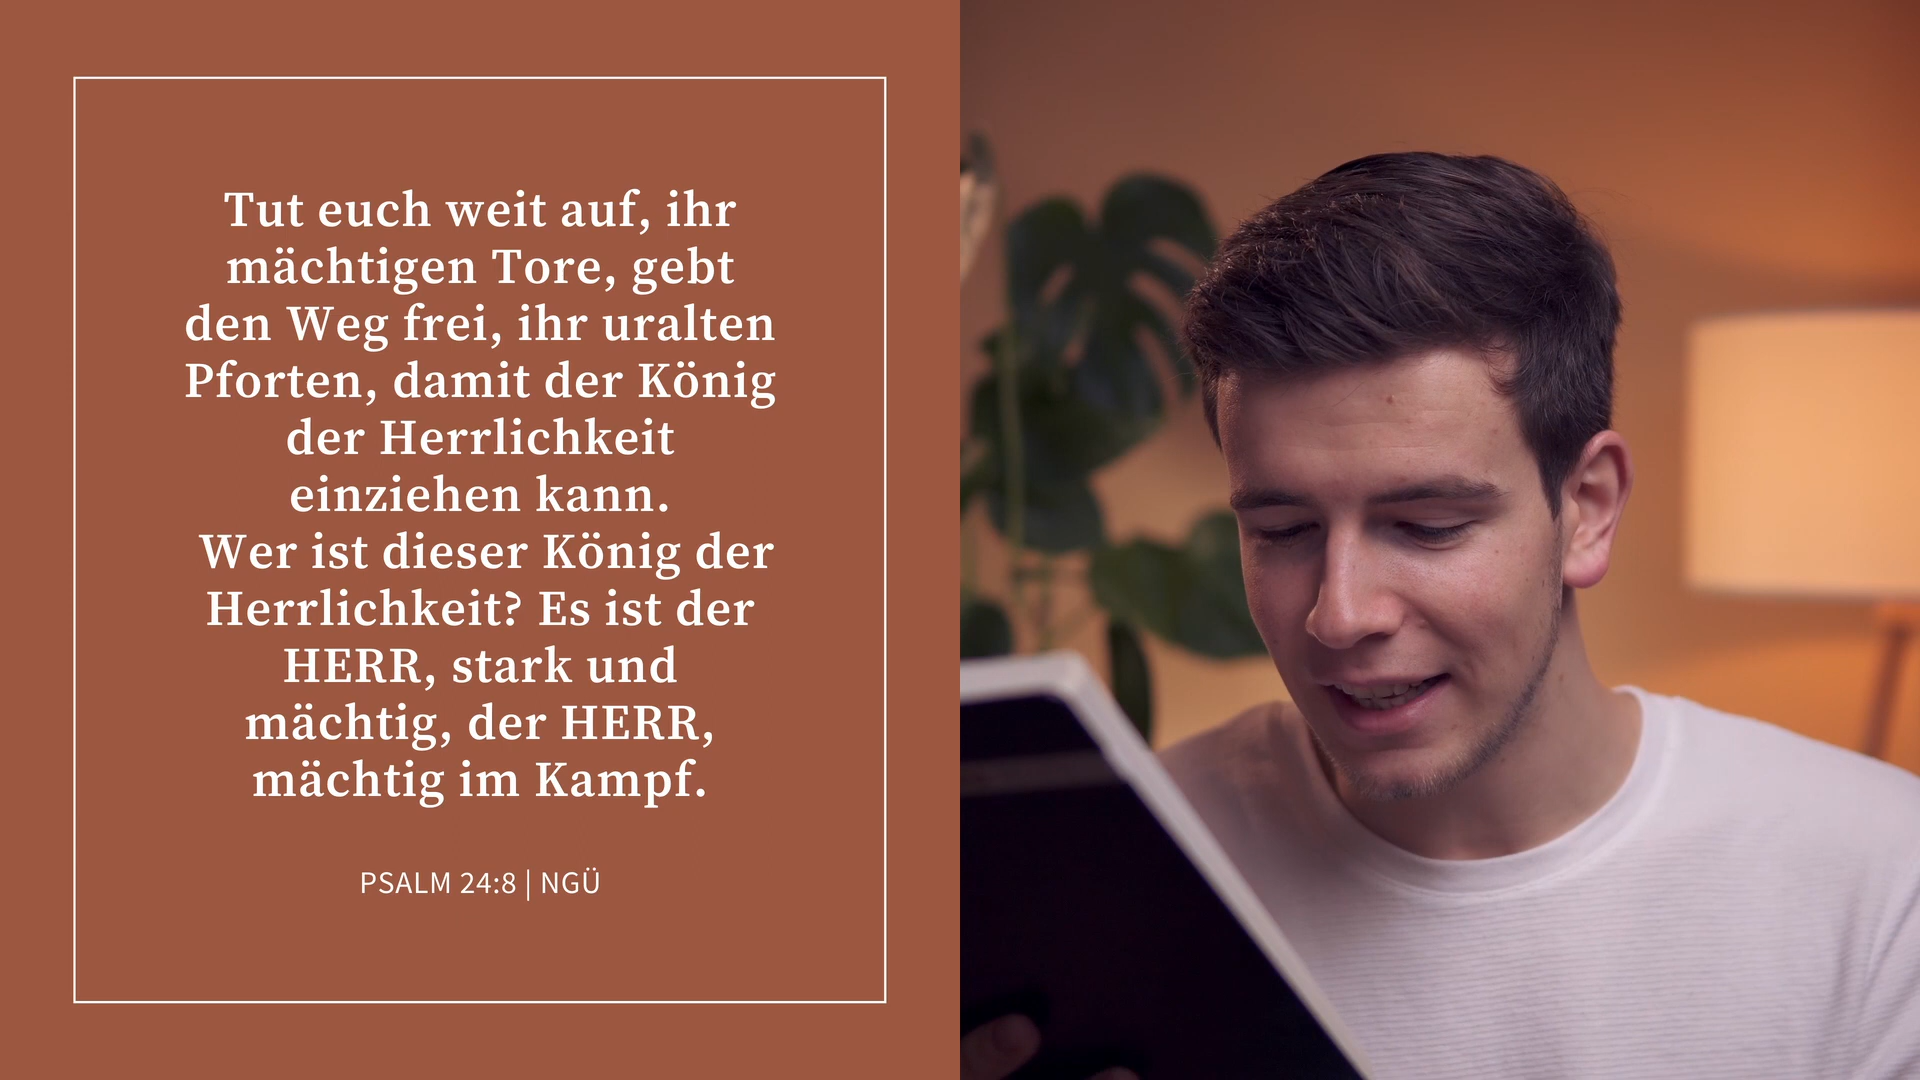 Tut euch weit auf, ihr
mächtigen Tore, gebt
den Weg frei, ihr uralten
Pforten, damit der König
der Herrlichkeit
einziehen kann.
Wer ist dieser König der
Herrlichkeit? Es ist der
HERR, stark und
mächtig, der HERR,
mächtig im Kampf.
PSALM 24:8 | NGÜ